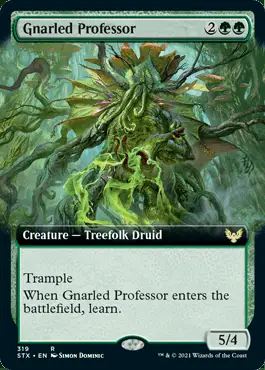 Gnarled Professor 2
Creature — Treefolk Druid
Trample
When Gnarled Professor enters the
battlefield, learn.
5/4
319 R
STX • EN SIMON DOMINIC ™ & © 2021 Wizards of the Coast